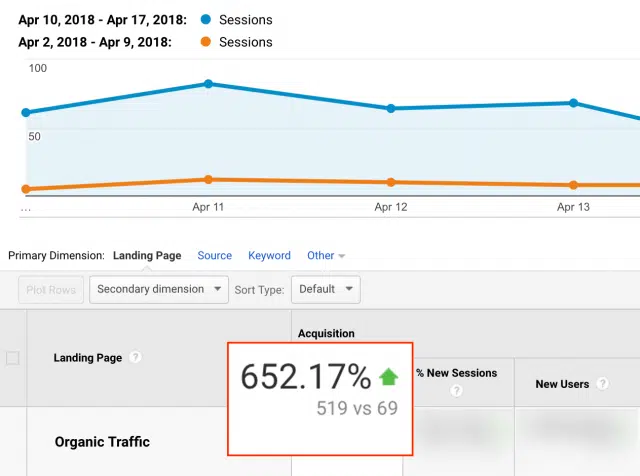 Apr 10, 2018 - Apr 17, 2018: Sessions
Apr 2, 2018 - Apr 9, 2018: Sessions
100
50
... Apr 11 Apr 12 Apr 13
Primary Dimension: Landing Page Source Keyword Other
Plot Rows Secondary dimension Sort Type: Default
Acquisition
Landing Page ? % New Sessions ? New Users ?
652.17%
519 vs 69
Organic Traffic